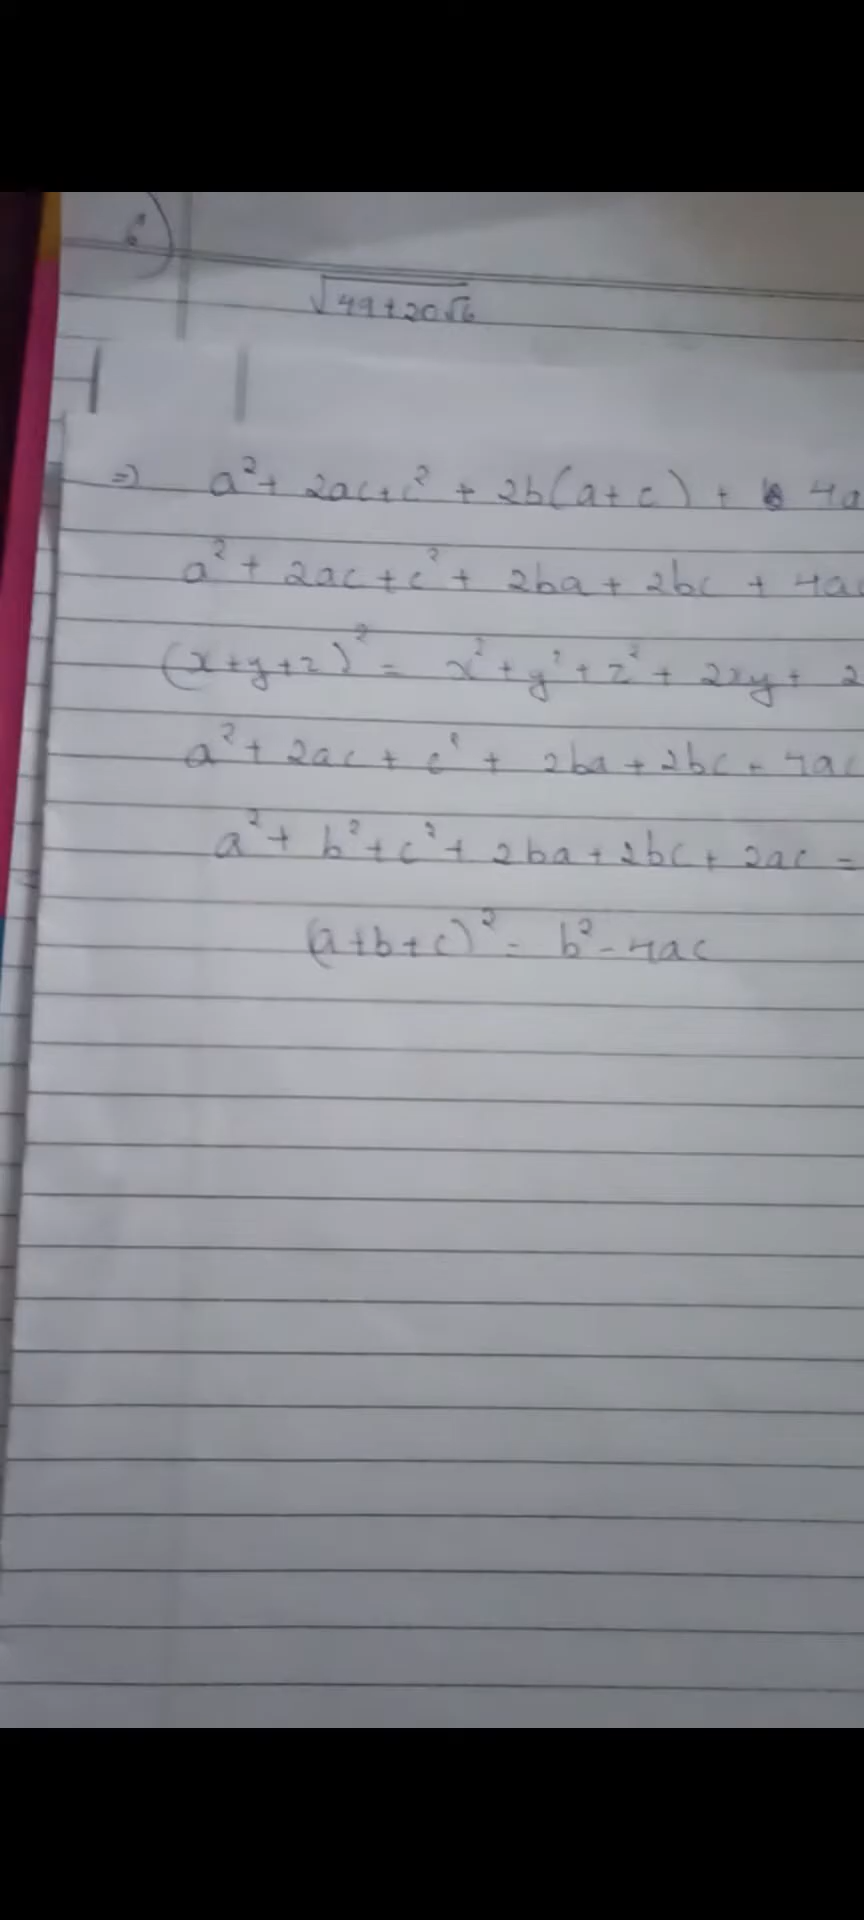 6)
√49+20√6
⇒ a² + 2ac + c² + 2b(a+c) + 4a
a² + 2ac + c² + 2ba + 2bc + 4ac
(x+y+z)² = x² + y² + z² + 2xy + 2
a² + 2ac + c² + 2ba + 2bc - 4ac
a² + b² + c² + 2ba + 2bc + 2ac =
(a+b+c)² = b² - 4ac